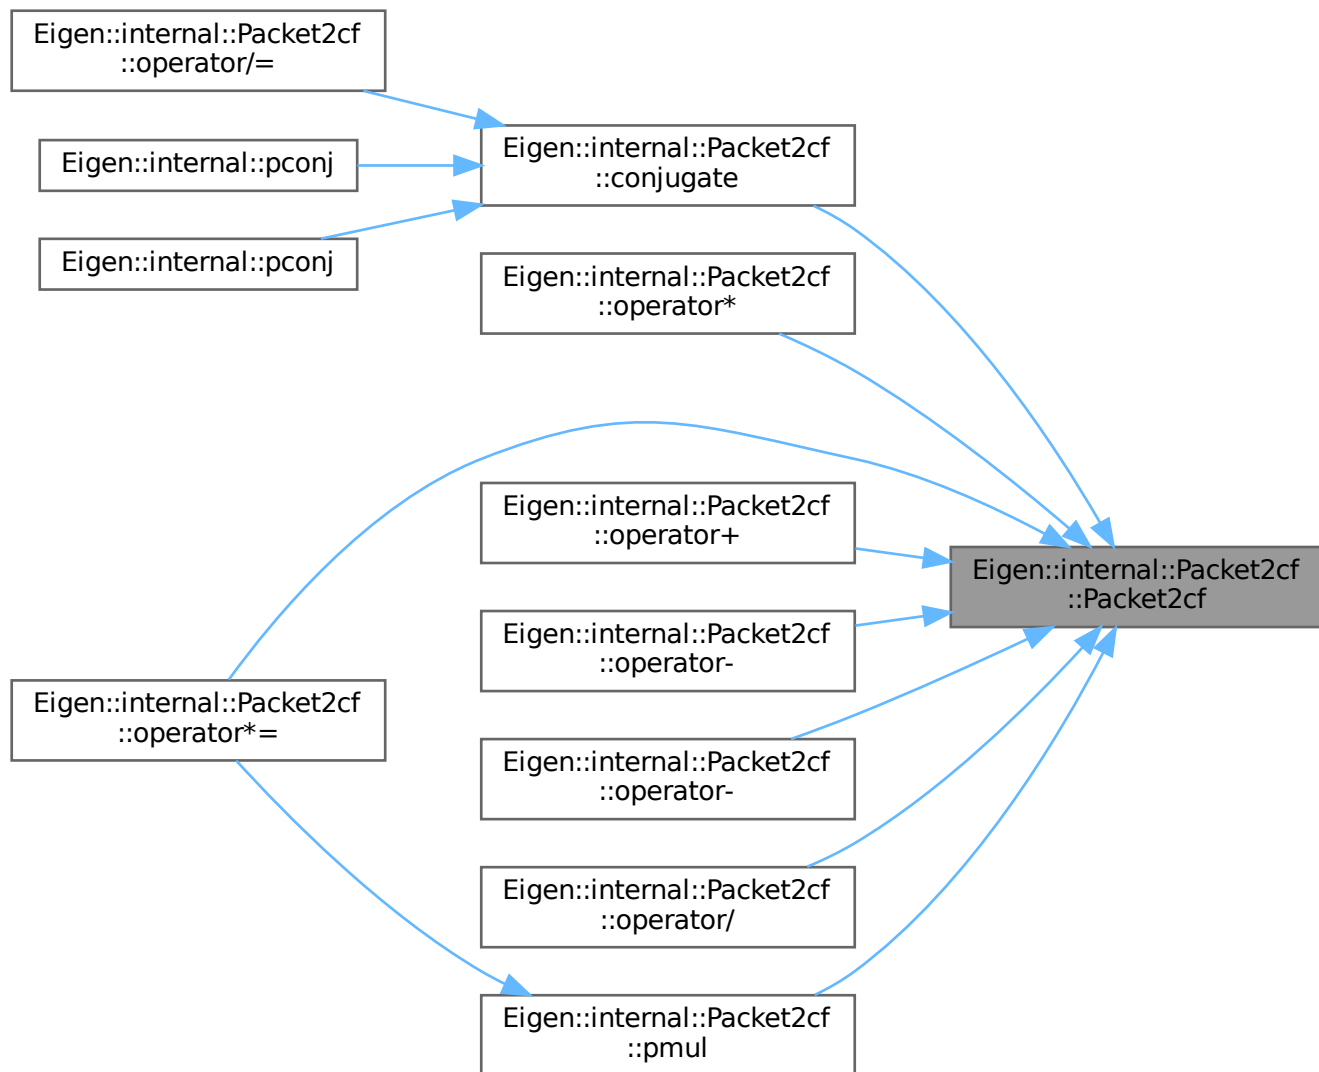 Eigen::internal::Packet2cf
::operator/=
Eigen::internal::pconj
Eigen::internal::pconj
Eigen::internal::Packet2cf
::conjugate
Eigen::internal::Packet2cf
::operator*
Eigen::internal::Packet2cf
::operator+
Eigen::internal::Packet2cf
::Packet2cf
Eigen::internal::Packet2cf
::operator-
Eigen::internal::Packet2cf
::operator*=
Eigen::internal::Packet2cf
::operator-
Eigen::internal::Packet2cf
::operator/
Eigen::internal::Packet2cf
::pmul